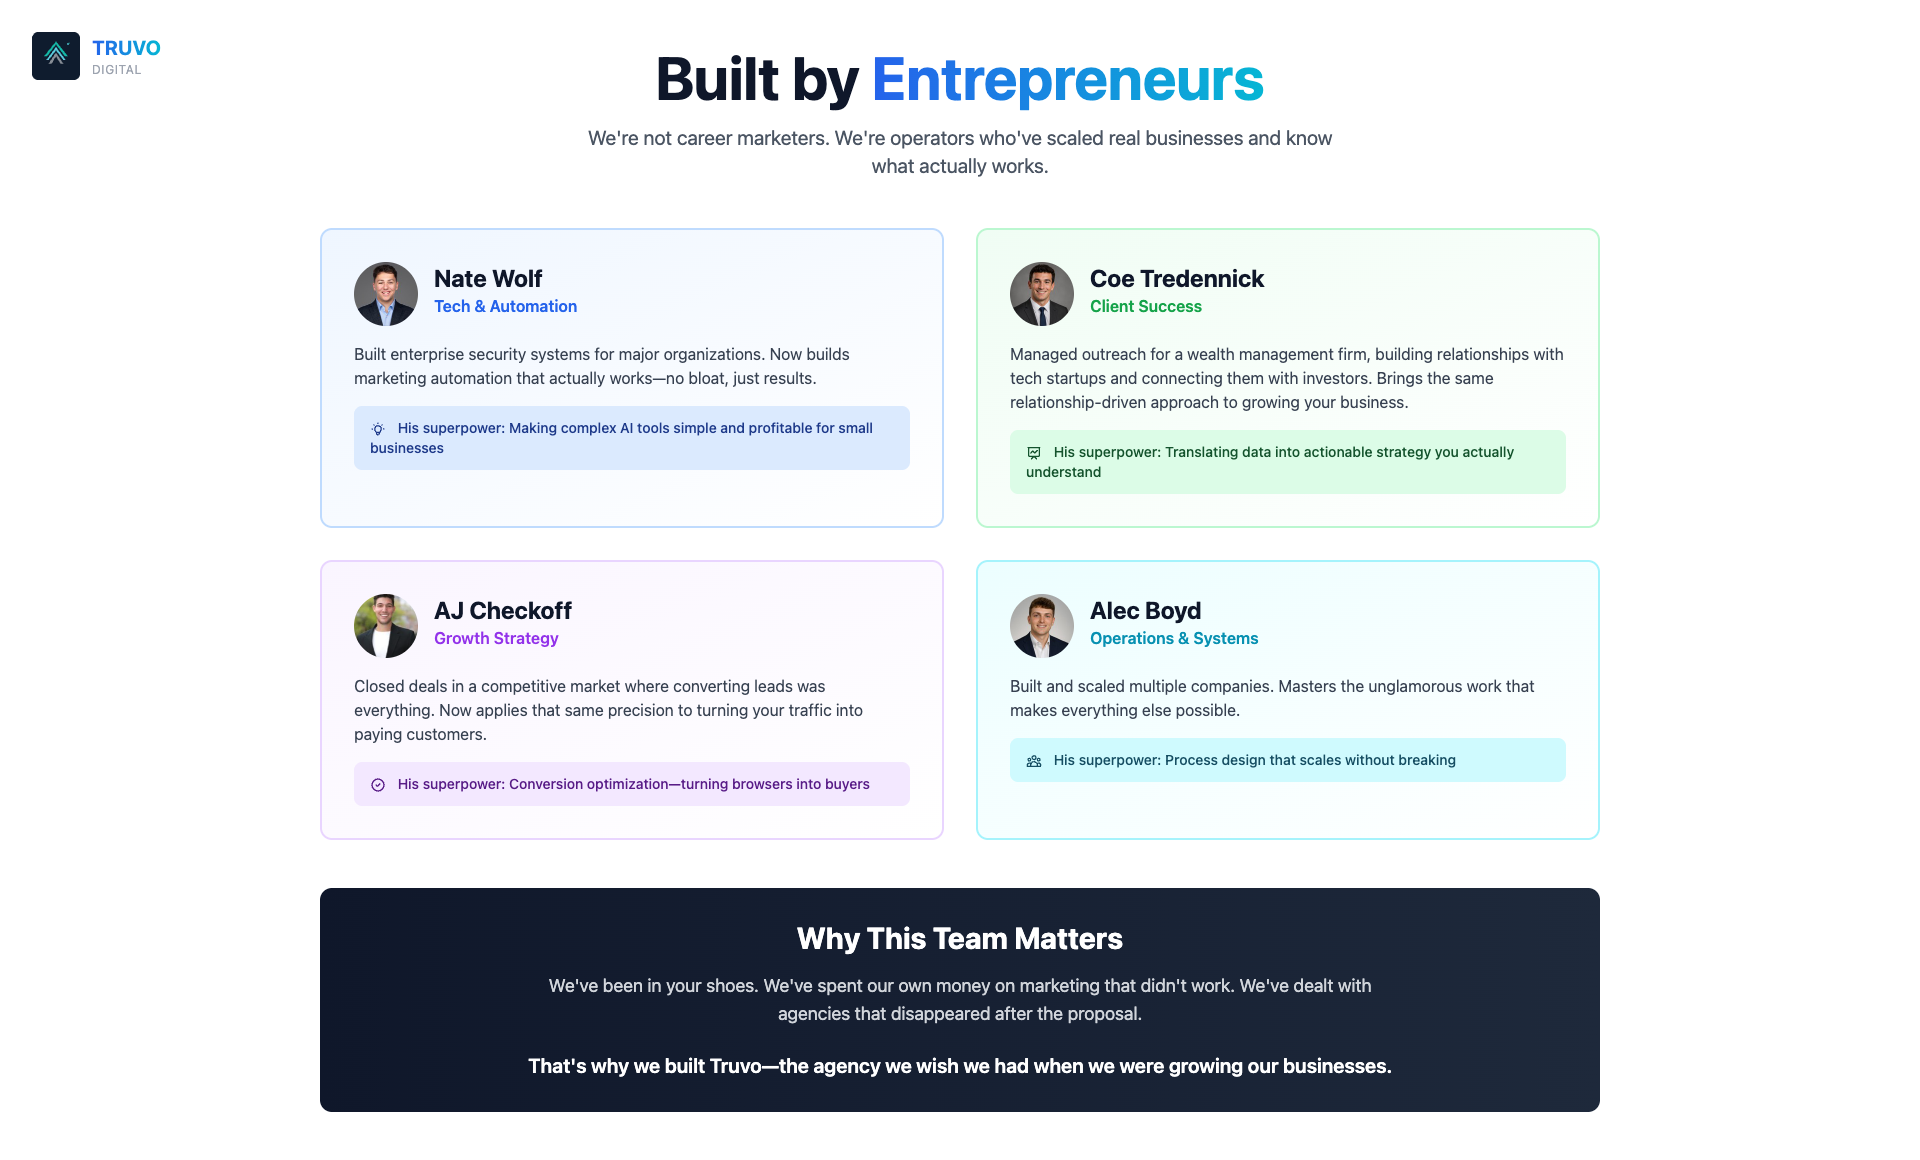 TRUVO
DIGITAL
Built by Entrepreneurs
We're not career marketers. We're operators who've scaled real businesses and know
what actually works.
Nate Wolf
Tech & Automation
Built enterprise security systems for major organizations. Now builds
marketing automation that actually works—no bloat, just results.
His superpower: Making complex AI tools simple and profitable for small
businesses
Coe Tredennick
Client Success
Managed outreach for a wealth management firm, building relationships with
tech startups and connecting them with investors. Brings the same
relationship-driven approach to growing your business.
His superpower: Translating data into actionable strategy you actually
understand
AJ Checkoff
Growth Strategy
Closed deals in a competitive market where converting leads was
everything. Now applies that same precision to turning your traffic into
paying customers.
His superpower: Conversion optimization—turning browsers into buyers
Alec Boyd
Operations & Systems
Built and scaled multiple companies. Masters the unglamorous work that
makes everything else possible.
His superpower: Process design that scales without breaking
Why This Team Matters
We've been in your shoes. We've spent our own money on marketing that didn't work. We've dealt with
agencies that disappeared after the proposal.
That's why we built Truvo—the agency we wish we had when we were growing our businesses.